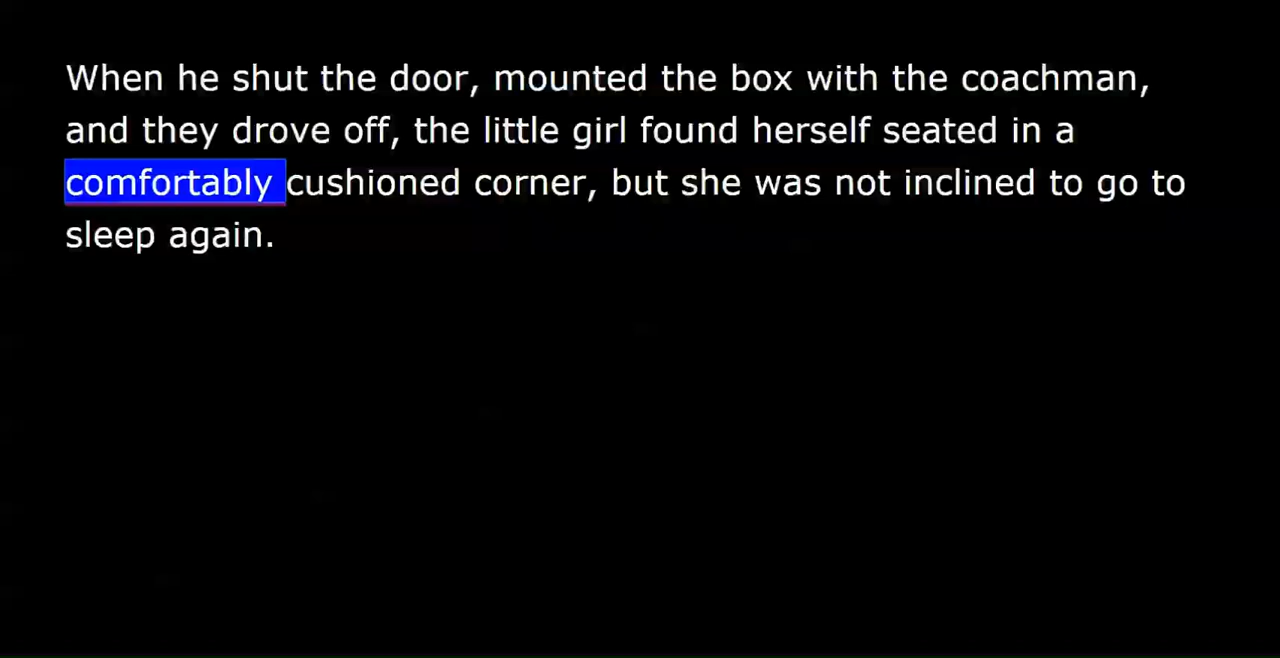 When he shut the door, mounted the box with the coachman,
and they drove off, the little girl found herself seated in a
comfortably cushioned corner, but she was not inclined to go to
sleep again.